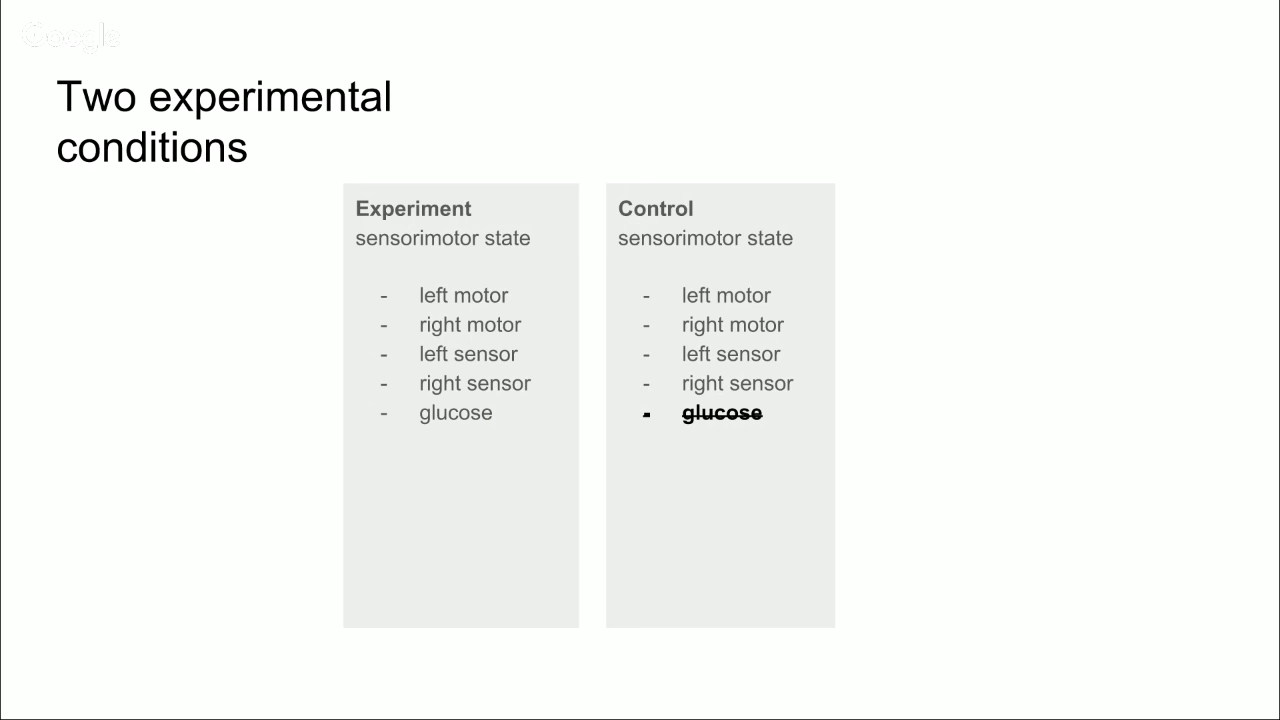 Google
Two experimental
conditions
Experiment
sensorimotor state
- left motor
- right motor
- left sensor
- right sensor
- glucose
Control
sensorimotor state
- left motor
- right motor
- left sensor
- right sensor
- glucose